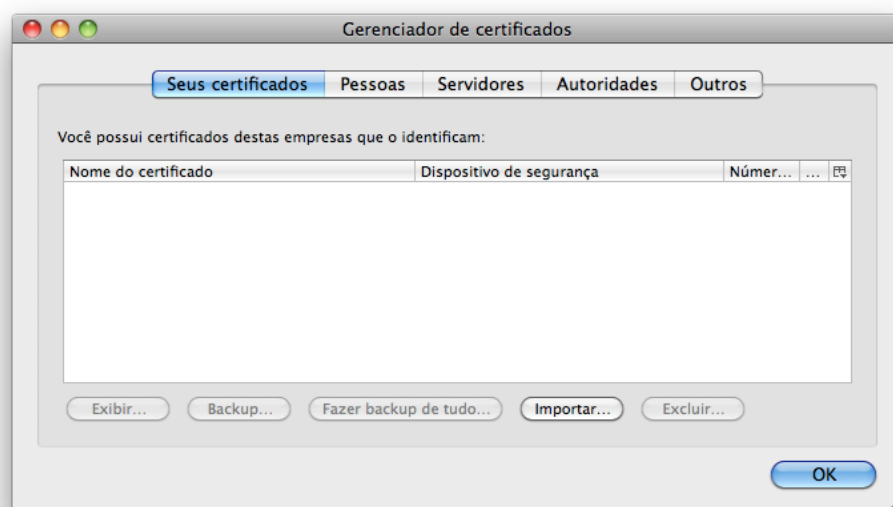 Gerenciador de certificados
Seus certificados Pessoas Servidores Autoridades Outros
Você possui certificados destas empresas que o identificam:
Nome do certificado Dispositivo de segurança Númer... ...
Exibir... Backup... Fazer backup de tudo... Importar... Excluir...
OK